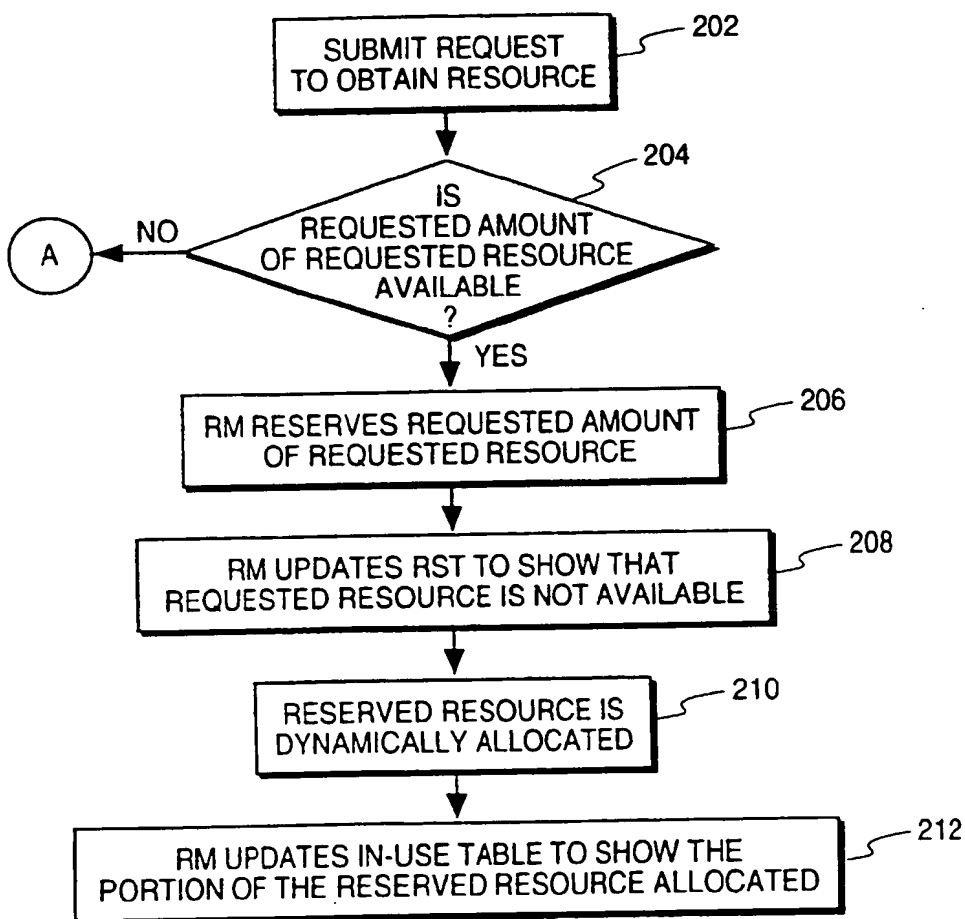 SUBMIT REQUEST
TO OBTAIN RESOURCE
202
204
IS
REQUESTED AMOUNT
OF REQUESTED RESOURCE
AVAILABLE
?
NO
A
YES
RM RESERVES REQUESTED AMOUNT
OF REQUESTED RESOURCE
206
RM UPDATES RST TO SHOW THAT
REQUESTED RESOURCE IS NOT AVAILABLE
208
RESERVED RESOURCE IS
DYNAMICALLY ALLOCATED
210
RM UPDATES IN-USE TABLE TO SHOW THE
PORTION OF THE RESERVED RESOURCE ALLOCATED
212